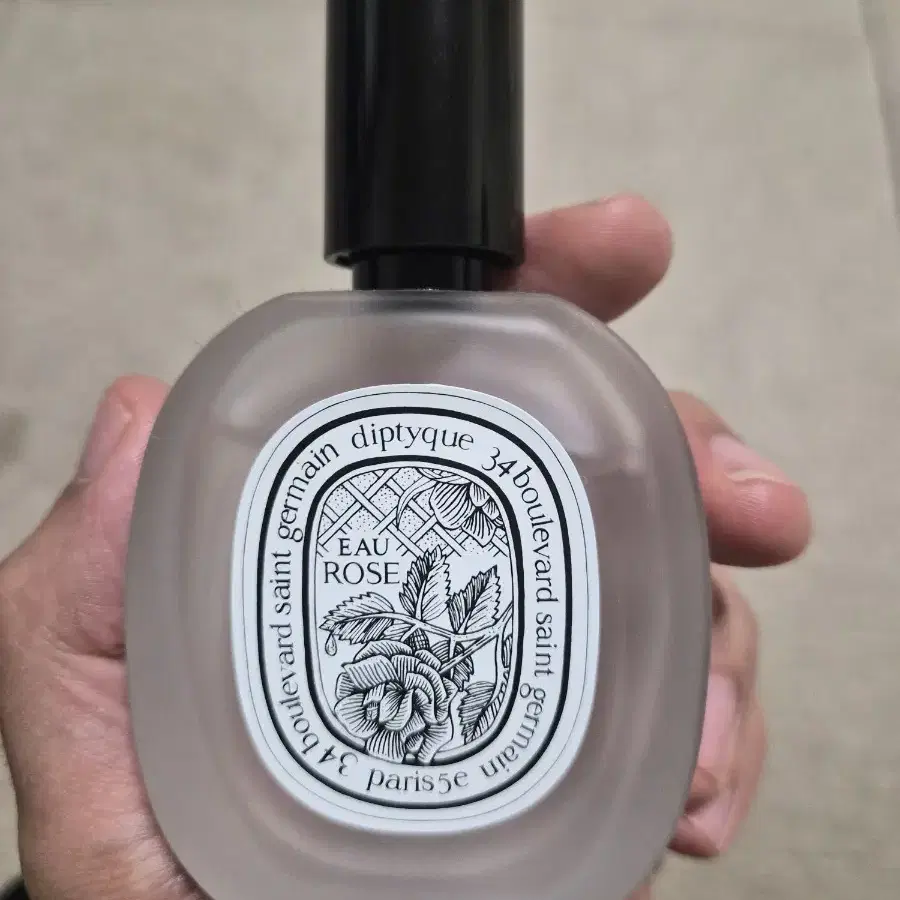 diptyque 34 boulevard saint germain paris 5e 34 boulevard saint germain
EAU
ROSE